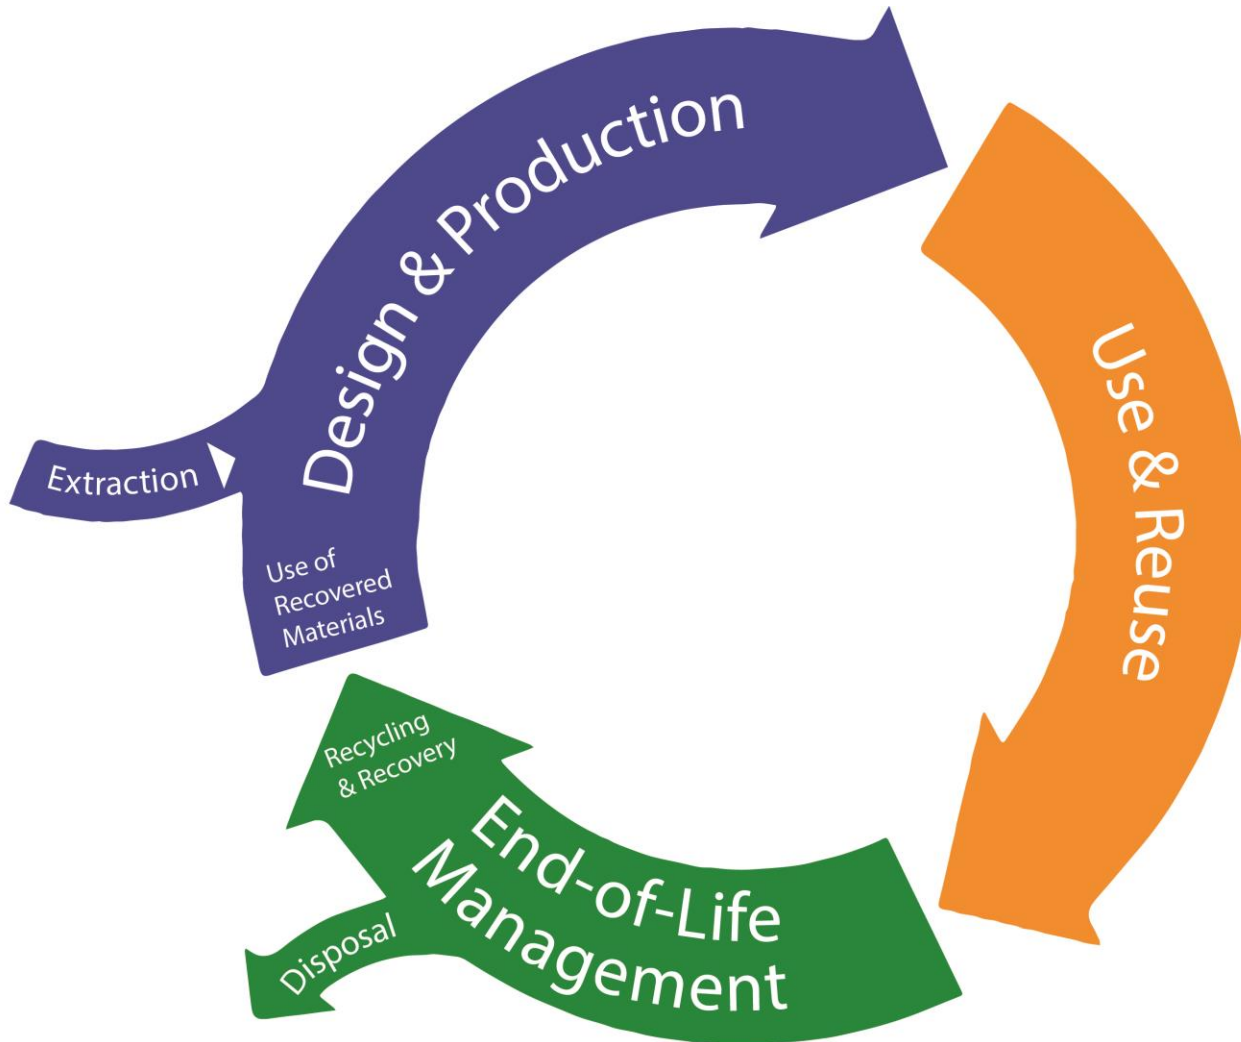 Design & Production
Use & Reuse
End-of-Life
Management
Recycling
& Recovery
Disposal
Use of
Recovered
Materials
Extraction